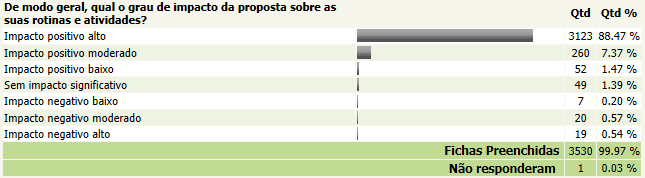 De modo geral, qual o grau de impacto da proposta sobre as Qtd Qtd %
suas rotinas e atividades?
Impacto positivo alto 3123 88.47 %
Impacto positivo moderado 260 7.37 %
Impacto positivo baixo 52 1.47 %
Sem impacto significativo 49 1.39 %
Impacto negativo baixo 7 0.20 %
Impacto negativo moderado 20 0.57 %
Impacto negativo alto 19 0.54 %
Fichas Preenchidas 3530 99.97 %
Não responderam 1 0.03 %